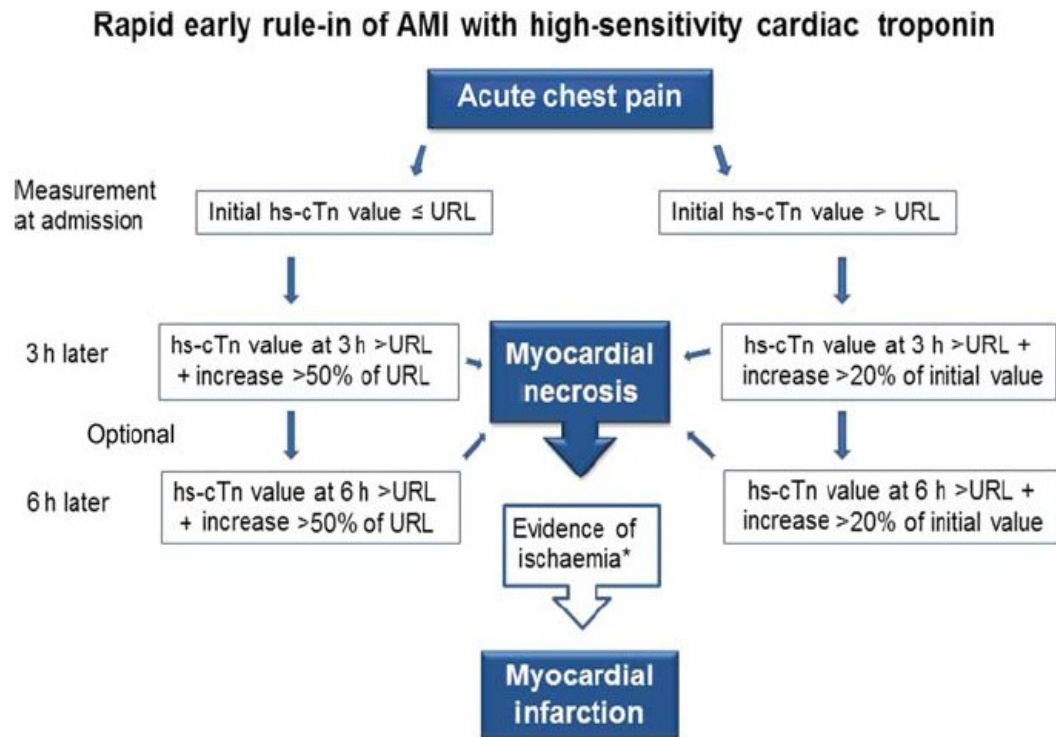 Rapid early rule-in of AMI with high-sensitivity cardiac troponin
Acute chest pain
Measurement
at admission
Initial hs-cTn value ≤ URL
Initial hs-cTn value > URL
3 h later
hs-cTn value at 3 h >URL
+ increase >50% of URL
Myocardial
necrosis
hs-cTn value at 3 h >URL +
increase >20% of initial value
Optional
6 h later
hs-cTn value at 6 h >URL
+ increase >50% of URL
hs-cTn value at 6 h >URL +
increase >20% of initial value
Evidence of
ischaemia*
Myocardial
infarction